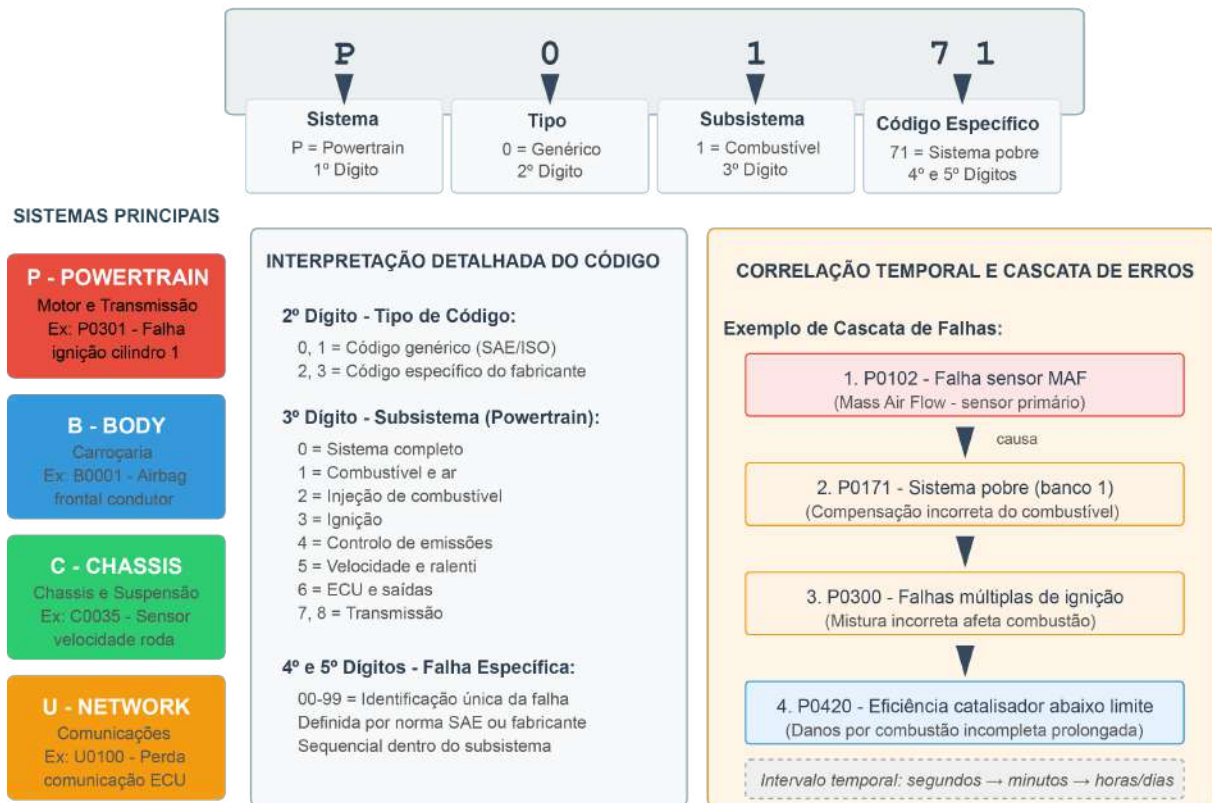 P 0 1 7 1
Sistema
P = Powertrain
1º Dígito
Tipo
0 = Genérico
2º Dígito
Subsistema
1 = Combustível
3º Dígito
Código Específico
71 = Sistema pobre
4º e 5º Dígitos
SISTEMAS PRINCIPAIS
P - POWERTRAIN
Motor e Transmissão
Ex: P0301 - Falha
ignição cilindro 1
B - BODY
Carroçaria
Ex: B0001 - Airbag
frontal condutor
C - CHASSIS
Chassis e Suspensão
Ex: C0035 - Sensor
velocidade roda
U - NETWORK
Comunicações
Ex: U0100 - Perda
comunicação ECU
INTERPRETAÇÃO DETALHADA DO CÓDIGO
2º Dígito - Tipo de Código:
0, 1 = Código genérico (SAE/ISO)
2, 3 = Código específico do fabricante
3º Dígito - Subsistema (Powertrain):
0 = Sistema completo
1 = Combustível e ar
2 = Injeção de combustível
3 = Ignição
4 = Controlo de emissões
5 = Velocidade e ralenti
6 = ECU e saídas
7, 8 = Transmissão
4º e 5º Dígitos - Falha Específica:
00-99 = Identificação única da falha
Definida por norma SAE ou fabricante
Sequencial dentro do subsistema
CORRELAÇÃO TEMPORAL E CASCATA DE ERROS
Exemplo de Cascata de Falhas:
1. P0102 - Falha sensor MAF
(Mass Air Flow - sensor primário)
causa
2. P0171 - Sistema pobre (banco 1)
(Compensação incorreta do combustível)
3. P0300 - Falhas múltiplas de ignição
(Mistura incorreta afeta combustão)
4. P0420 - Eficiência catalisador abaixo limite
(Danos por combustão incompleta prolongada)
Intervalo temporal: segundos → minutos → horas/dias